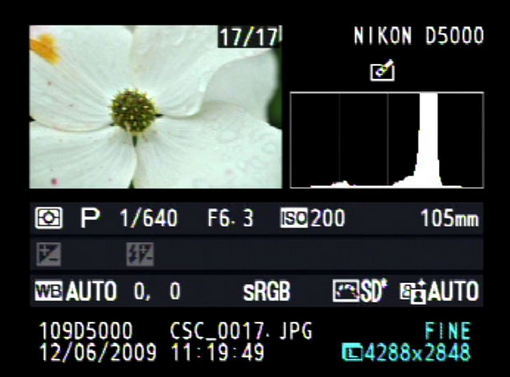 17/17
NIKON D5000
P 1/640 F6.3 ISO 200 105mm
WB AUTO 0, 0 sRGB SD* AUTO
109D5000 CSC_0017.JPG FINE
12/06/2009 11:19:49 L 4288x2848